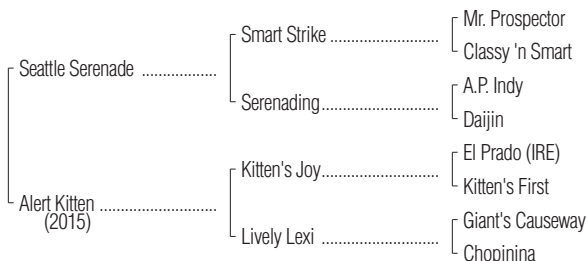 Mr. Prospector
Smart Strike ....................
Classy 'n Smart
Seattle Serenade ..................
A.P. Indy
Serenading .......................
Daijin
El Prado (IRE)
Kitten's Joy......................
Kitten's First
Alert Kitten ............................
(2015)
Giant's Causeway
Lively Lexi ......................
Chopinina